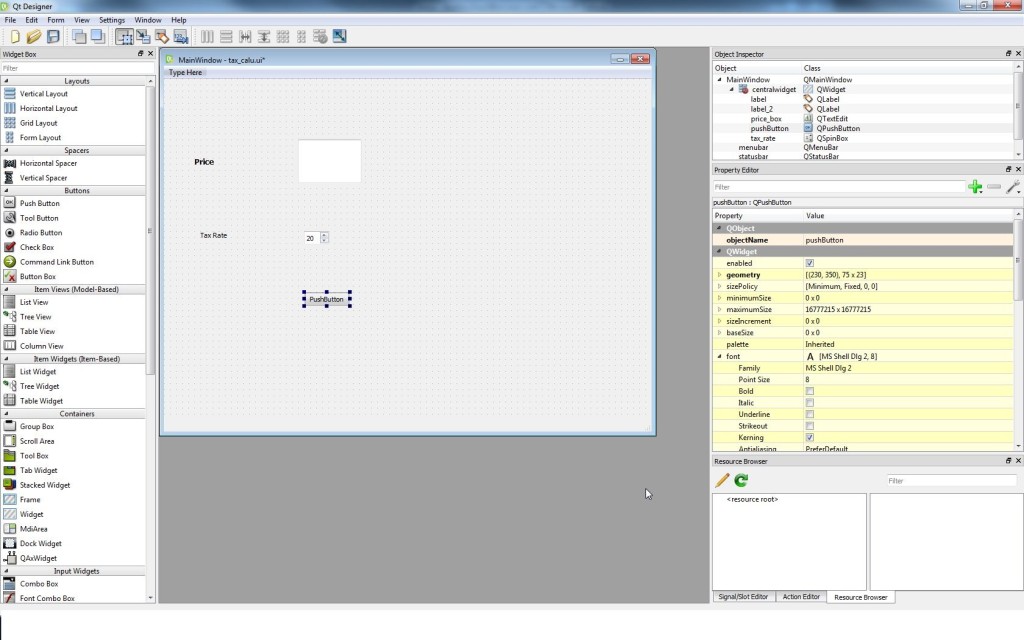 Qt Designer
File Edit Form View Settings Window Help
Widget Box
Filter
Layouts
Vertical Layout
Horizontal Layout
Grid Layout
Form Layout
Spacers
Horizontal Spacer
Vertical Spacer
Buttons
Push Button
Tool Button
Radio Button
Check Box
Command Link Button
Button Box
Item Views (Model-Based)
List View
Tree View
Table View
Column View
Item Widgets (Item-Based)
List Widget
Tree Widget
Table Widget
Containers
Group Box
Scroll Area
Tool Box
Tab Widget
Stacked Widget
Frame
Widget
MdiArea
Dock Widget
QAxWidget
Input Widgets
Combo Box
Font Combo Box
MainWindow - tax_calu.ui*
Type Here
Price
Tax Rate
20
PushButton
Object Inspector
Object Class
MainWindow QMainWindow
centralwidget QWidget
label QLabel
label_2 QLabel
price_box QTextEdit
pushButton QPushButton
tax_rate QSpinBox
menubar QMenuBar
statusbar QStatusBar
Property Editor
Filter
pushButton : QPushButton
Property Value
QObject
objectName pushButton
QWidget
enabled
geometry [(230, 350), 75 x 23]
sizePolicy [Minimum, Fixed, 0, 0]
minimumSize 0 x 0
maximumSize 16777215 x 16777215
sizeIncrement 0 x 0
baseSize 0 x 0
palette Inherited
font A [MS Shell Dlg 2, 8]
Family MS Shell Dlg 2
Point Size 8
Bold
Italic
Underline
Strikeout
Kerning
Antialiasing PreferDefault
Resource Browser
Filter
<resource root>
Signal/Slot Editor Action Editor Resource Browser